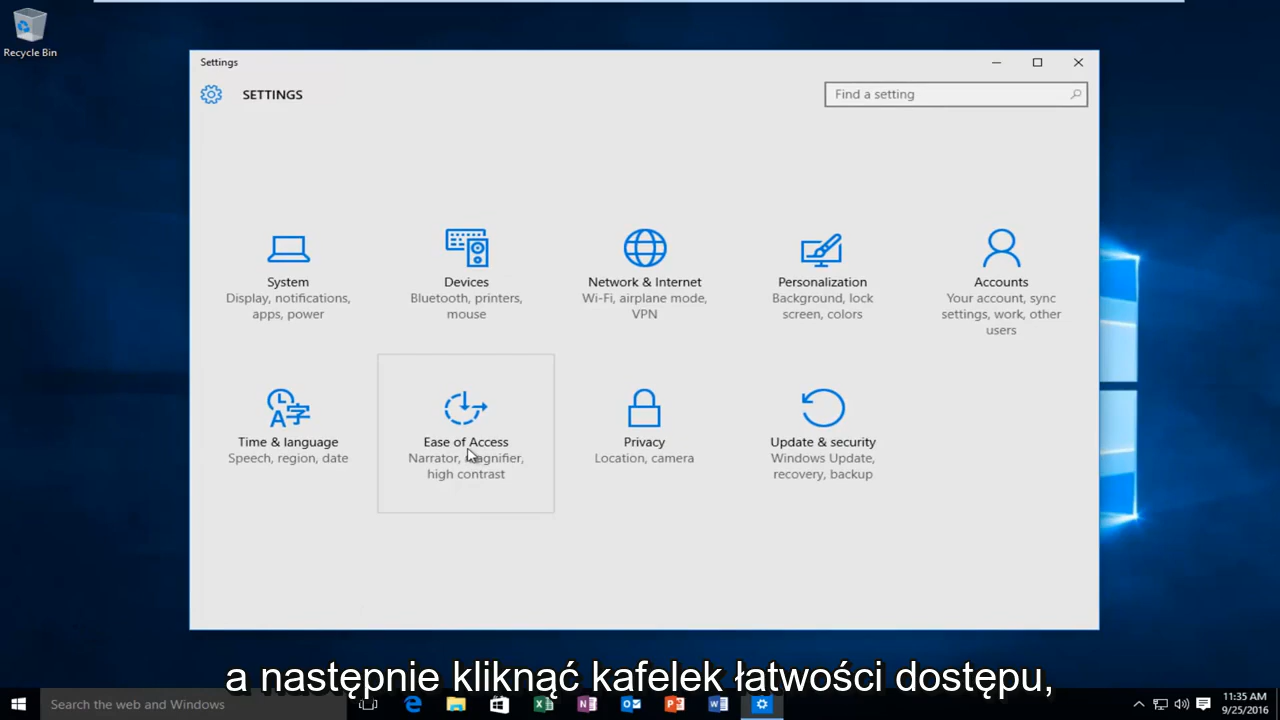 Recycle Bin
Settings
SETTINGS
Find a setting
System
Display, notifications,
apps, power
Devices
Bluetooth, printers,
mouse
Network & Internet
Wi-Fi, airplane mode,
VPN
Personalization
Background, lock
screen, colors
Accounts
Your account, sync
settings, work, other
users
Time & language
Speech, region, date
Ease of Access
Narrator, magnifier,
high contrast
Privacy
Location, camera
Update & security
Windows Update,
recovery, backup
a następnie kliknąć kafelek łatwości dostępu,
Search the web and Windows
11:35 AM
9/25/2016